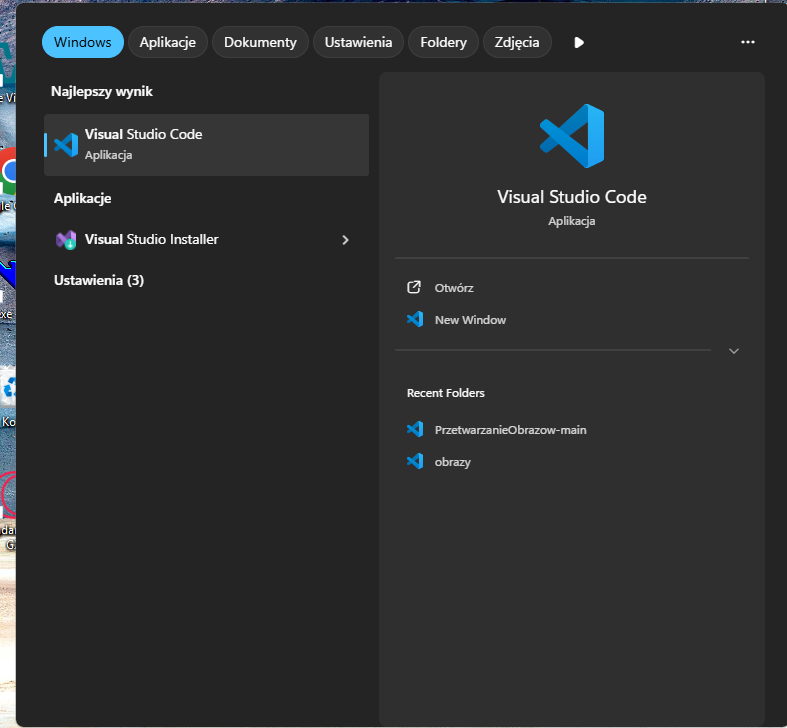 Windows
Aplikacje
Dokumenty
Ustawienia
Foldery
Zdjęcia
Najlepszy wynik
Visual Studio Code
Aplikacja
Aplikacje
Visual Studio Installer
Ustawienia (3)
Visual Studio Code
Aplikacja
Otwórz
New Window
Recent Folders
PrzetwarzanieObrazow-main
obrazy